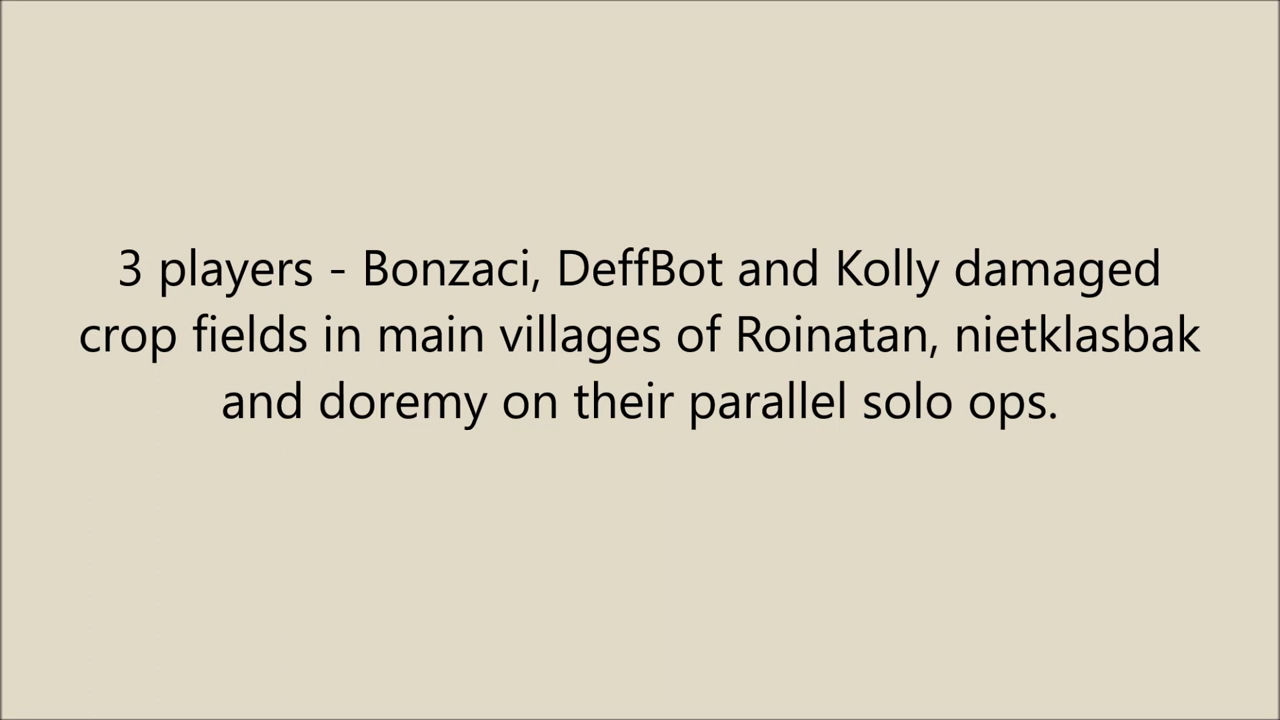 3 players - Bonzaci, DeffBot and Kolly damaged
crop fields in main villages of Roinatan, nietklasbak
and doremy on their parallel solo ops.